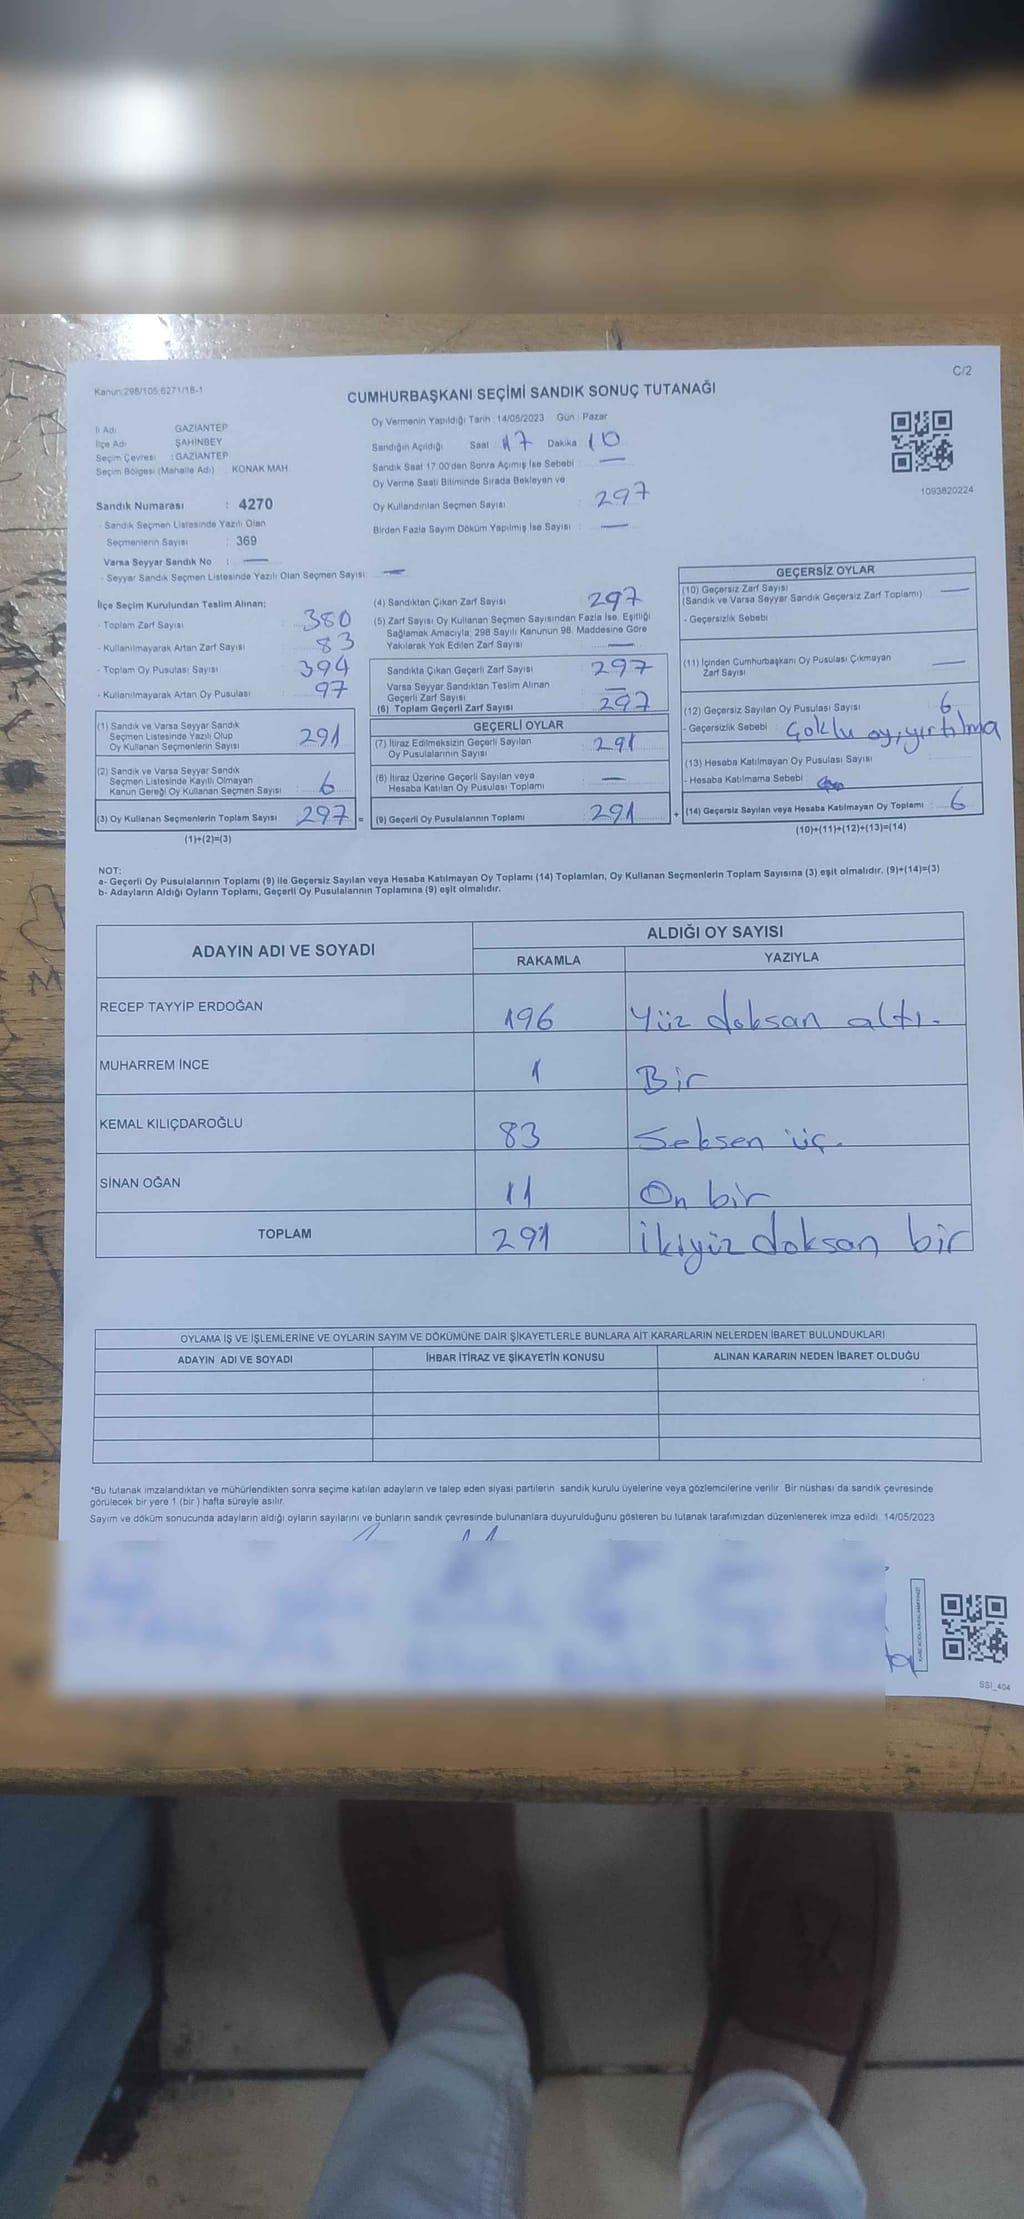 C/2
Kanun:298/105;6271/18-1
CUMHURBAŞKANI SEÇİMİ SANDIK SONUÇ TUTANAĞI
İl Adı GAZİANTEP
İlçe Adı ŞAHİNBEY
Seçim Çevresi : GAZİANTEP
Seçim Bölgesi (Mahalle Adı) : KONAK MAH
Oy Vermenin Yapıldığı Tarih : 14/05/2023 Gün : Pazar
Sandığın Açıldığı Saat : 17 Dakika 10
Sandık Saat 17:00'den Sonra Açımış İse Sebebi : —
Oy Verme Saati Bitiminde Sırada Bekleyen ve
Oy Kullandırılan Seçmen Sayısı : 297
Birden Fazla Sayım Döküm Yapılmış İse Sayısı : —
1093820224
Sandık Numarası : 4270
- Sandık Seçmen Listesinde Yazılı Olan
Seçmenlerin Sayısı : 369
Varsa Seyyar Sandık No : —
- Seyyar Sandık Seçmen Listesinde Yazılı Olan Seçmen Sayısı: —
İlçe Seçim Kurulundan Teslim Alınan;
- Toplam Zarf Sayısı : 380
- Kullanılmayarak Artan Zarf Sayısı : 83
- Toplam Oy Pusulası Sayısı : 394
- Kullanılmayarak Artan Oy Pusulası : 97
(1) Sandık ve Varsa Seyyar Sandık
Seçmen Listesinde Yazılı Olup
Oy Kullanan Seçmenlerin Sayısı : 291
(2) Sandık ve Varsa Seyyar Sandık
Seçmen Listesinde Kayıtlı Olmayan
Kanun Gereği Oy Kullanan Seçmen Sayısı : 6
(3) Oy Kullanan Seçmenlerin Toplam Sayısı : 297 =
(1)+(2)=(3)
(4) Sandıktan Çıkan Zarf Sayısı : 297
(5) Zarf Sayısı Oy Kullanan Seçmen Sayısından Fazla İse, Eşitliği
Sağlamak Amacıyla; 298 Sayılı Kanunun 98. Maddesine Göre
Yakılarak Yok Edilen Zarf Sayısı : —
Sandıkta Çıkan Geçerli Zarf Sayısı : 297
Varsa Seyyar Sandıktan Teslim Alınan
Geçerli Zarf Sayısı : —
(6) Toplam Geçerli Zarf Sayısı : 297
GEÇERLİ OYLAR
(7) İtiraz Edilmeksizin Geçerli Sayılan
Oy Pusulalarının Sayısı : 291
(8) İtiraz Üzerine Geçerli Sayılan veya
Hesaba Katılan Oy Pusulası Toplamı : —
(9) Geçerli Oy Pusulalarının Toplamı : 291 +
GEÇERSİZ OYLAR
(10) Geçersiz Zarf Sayısı : —
(Sandık ve Varsa Seyyar Sandık Geçersiz Zarf Toplamı)
- Geçersizlik Sebebi
(11) İçinden Cumhurbaşkanı Oy Pusulası Çıkmayan
Zarf Sayısı : —
(12) Geçersiz Sayılan Oy Pusulası Sayısı : 6
- Geçersizlik Sebebi : Çoklu oy, yırtılma
(13) Hesaba Katılmayan Oy Pusulası Sayısı :
- Hesaba Katılmama Sebebi :
(14) Geçersiz Sayılan veya Hesaba Katılmayan Oy Toplamı : 6
(10)+(11)+(12)+(13)=(14)
NOT:
a- Geçerli Oy Pusulalarının Toplamı (9) ile Geçersiz Sayılan veya Hesaba Katılmayan Oy Toplamı (14) Toplamları, Oy Kullanan Seçmenlerin Toplam Sayısına (3) eşit olmalıdır. (9)+(14)=(3)
b- Adayların Aldığı Oyların Toplamı, Geçerli Oy Pusulalarının Toplamına (9) eşit olmalıdır.
ADAYIN ADI VE SOYADI
ALDIĞI OY SAYISI
RAKAMLA YAZIYLA
RECEP TAYYİP ERDOĞAN 196 Yüz doksan altı.
MUHARREM İNCE 1 Bir
KEMAL KILIÇDAROĞLU 83 Seksen üç.
SİNAN OĞAN 11 On bir
TOPLAM 291 ikiyüz doksan bir
OYLAMA İŞ VE İŞLEMLERİNE VE OYLARIN SAYIM VE DÖKÜMÜNE DAİR ŞİKAYETLERLE BUNLARA AİT KARARLARIN NELERDEN İBARET BULUNDUKLARI
ADAYIN ADI VE SOYADI İHBAR İTİRAZ VE ŞİKAYETİN KONUSU ALINAN KARARIN NEDEN İBARET OLDUĞU
*Bu tutanak imzalandıktan ve mühürlendikten sonra seçime katılan adayların ve talep eden siyasi partilerin sandık kurulu üyelerine veya gözlemcilerine verilir. Bir nüshası da sandık çevresinde
görülecek bir yere 1 (bir ) hafta süreyle asılır.
Sayım ve döküm sonucunda adayların aldığı oyların sayılarını ve bunların sandık çevresinde bulunanlara duyurulduğunu gösteren bu tutanak tarafımızdan düzenlenerek imza edildi. 14/05/2023
SSI_404